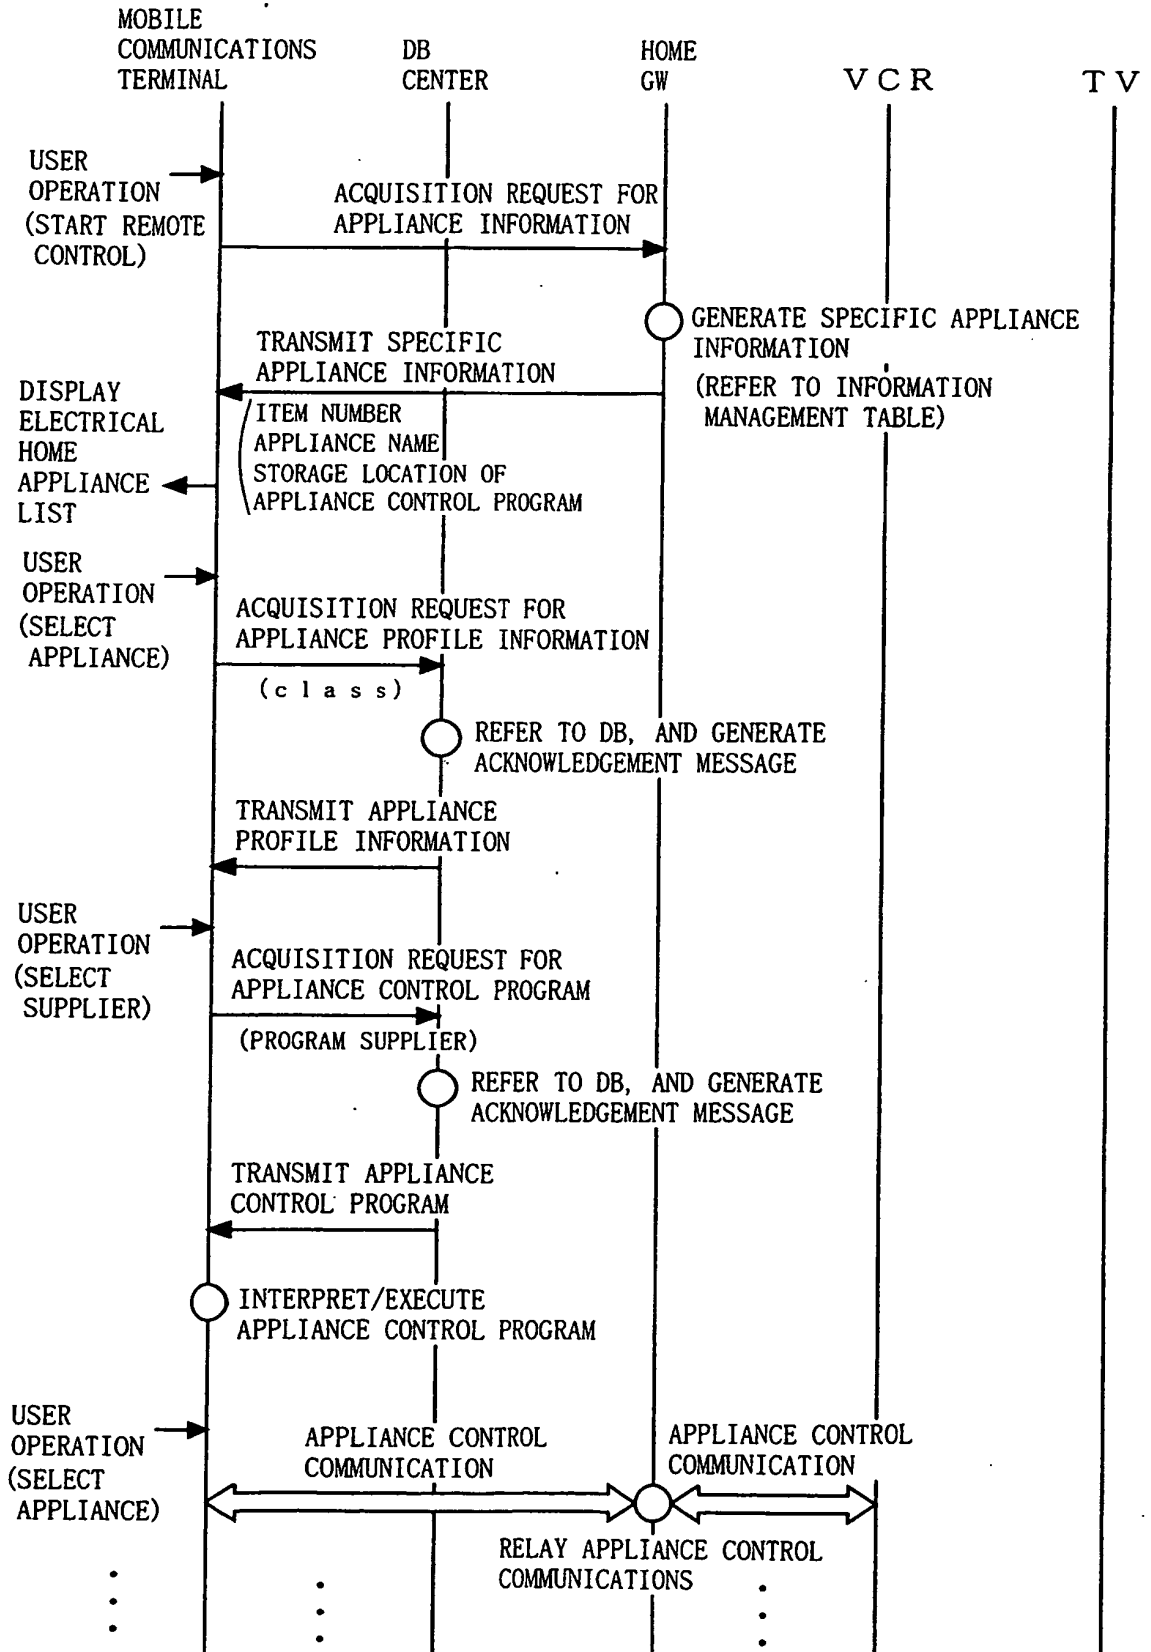 MOBILE
COMMUNICATIONS
TERMINAL
DB
CENTER
HOME
GW
VCR
TV
USER
OPERATION
(START REMOTE
CONTROL)
ACQUISITION REQUEST FOR
APPLIANCE INFORMATION
GENERATE SPECIFIC APPLIANCE
INFORMATION
(REFER TO INFORMATION
MANAGEMENT TABLE)
TRANSMIT SPECIFIC
APPLIANCE INFORMATION
ITEM NUMBER
APPLIANCE NAME
STORAGE LOCATION OF
APPLIANCE CONTROL PROGRAM
DISPLAY
ELECTRICAL
HOME
APPLIANCE
LIST
USER
OPERATION
(SELECT
APPLIANCE)
ACQUISITION REQUEST FOR
APPLIANCE PROFILE INFORMATION
(class)
REFER TO DB, AND GENERATE
ACKNOWLEDGEMENT MESSAGE
TRANSMIT APPLIANCE
PROFILE INFORMATION
USER
OPERATION
(SELECT
SUPPLIER)
ACQUISITION REQUEST FOR
APPLIANCE CONTROL PROGRAM
(PROGRAM SUPPLIER)
REFER TO DB, AND GENERATE
ACKNOWLEDGEMENT MESSAGE
TRANSMIT APPLIANCE
CONTROL PROGRAM
INTERPRET/EXECUTE
APPLIANCE CONTROL PROGRAM
USER
OPERATION
(SELECT
APPLIANCE)
APPLIANCE CONTROL
COMMUNICATION
APPLIANCE CONTROL
COMMUNICATION
RELAY APPLIANCE CONTROL
COMMUNICATIONS